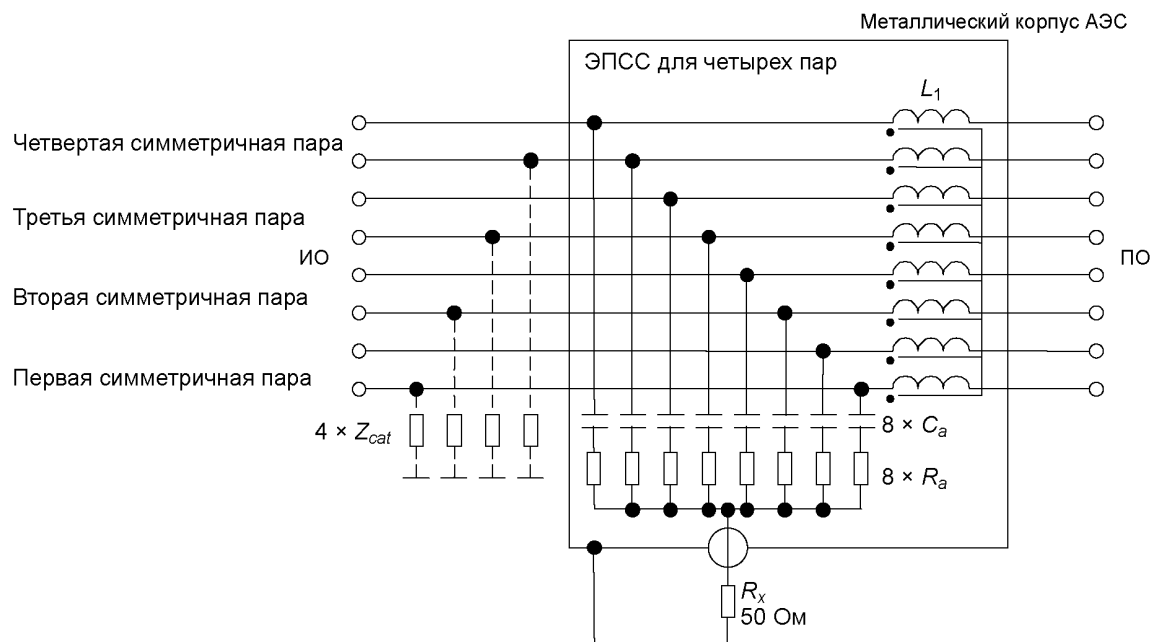 Металлический корпус АЭС
ЭПСС для четырех пар
L1
Четвертая симметричная пара
Третья симметричная пара
ИО
ПО
Вторая симметричная пара
Первая симметричная пара
4 × Zcat
8 × Ca
8 × Ra
Rx
50 Ом